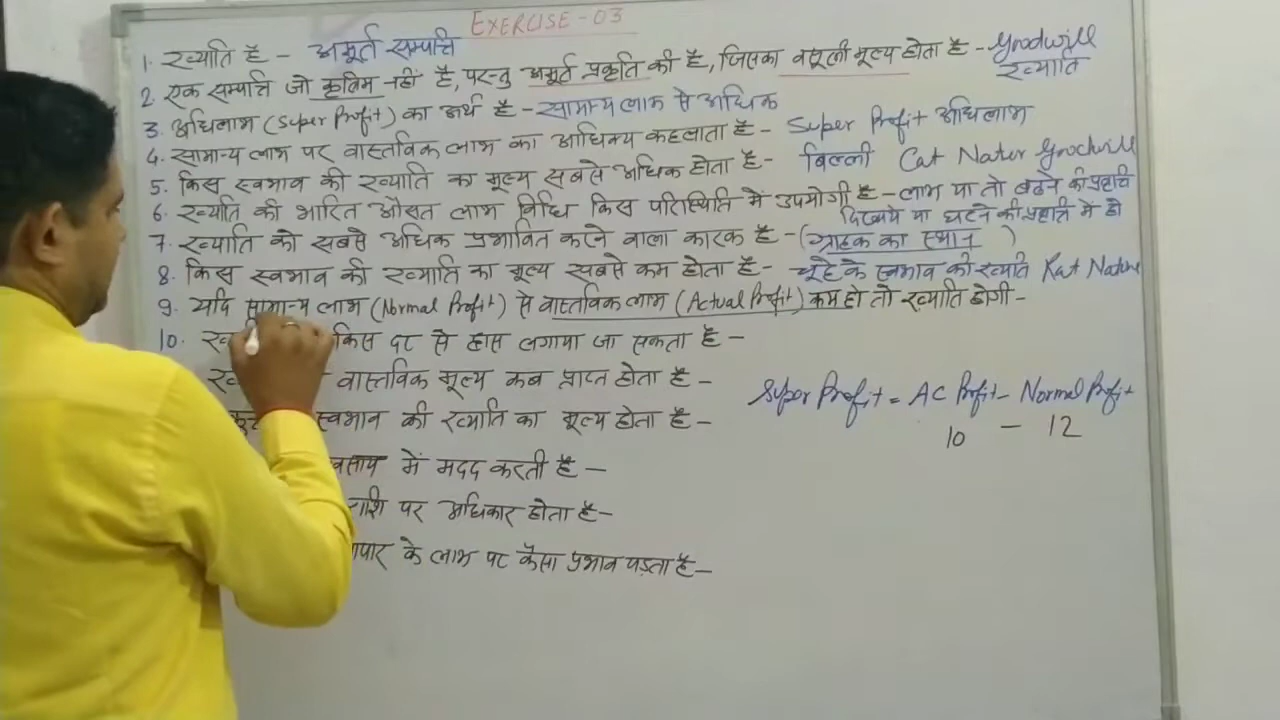 EXERCISE-03
1. ख्याति है - अमूर्त सम्पत्ति
2 एक सम्पत्ति जो कृत्रिम नहीं है, परन्तु अमूर्त प्रकृति की है, जिसका वसूली मूल्य होता है - Goodwill
ख्याति
3. अधिलाभ (Super Profit) का अर्थ है - सामान्य लाभ से अधिक
4. सामान्य लाभ पर वास्तविक लाभ का आधिक्य कहलाता है - Super Profit अधिलाभ
5. किस स्वभाव की ख्याति का मूल्य सबसे अधिक होता है - बिल्ली Cat Nater Goodwill
6. ख्याति की भारित औसत लाभ विधि किस परिस्थिति में उपयोगी है - लाभ या तो बढ़ने की प्रवृत्ति
दिखाये या घटने की प्रवृत्ति में हो
7. ख्याति को सबसे अधिक प्रभावित करने वाला कारक है - (ग्राहक का स्थान )
8. किस स्वभाव की ख्याति का मूल्य सबसे कम होता है - चूहे के स्वभाव की ख्याति Rat Nature
9. यदि सामान्य लाभ (Normal Profit) से वास्तविक लाभ (Actual Profit) कम हो तो ख्याति होगी -
10. किस दर से ह्रास लगाया जा सकता है -
वास्तविक मूल्य कब प्राप्त होता है -
Super Profit = AC Profit - Normal Profit
स्वभाव की ख्याति का मूल्य होता है -
10 - 12
में मदद करती है -
पर अधिकार होता है -
के लाभ पर कैसा प्रभाव पड़ता है -